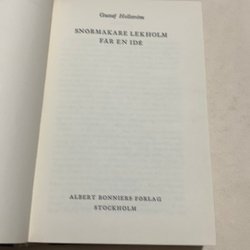 Gustaf Hellström
SNÖRMAKARE LEKHOLM
FÅR EN IDÉ
ALBERT BONNIERS FÖRLAG
STOCKHOLM